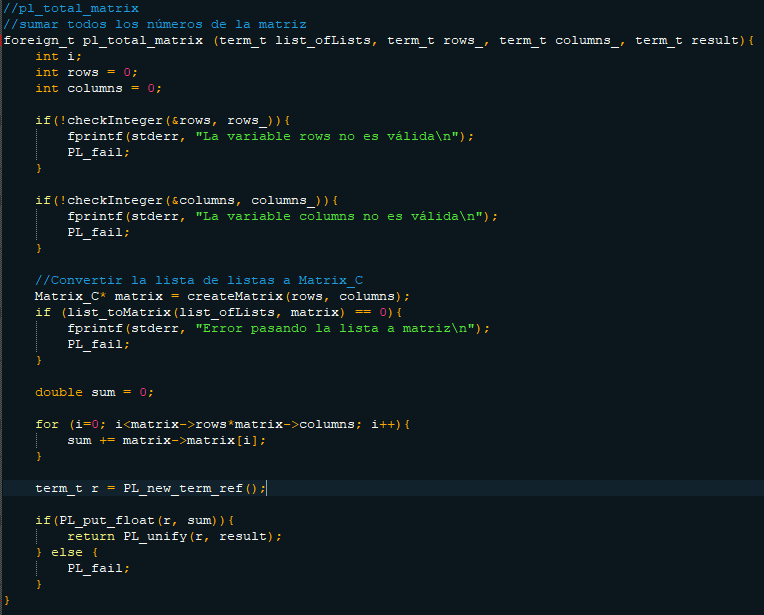 //pl_total_matrix
//sumar todos los números de la matriz
foreign_t pl_total_matrix (term_t list_ofLists, term_t rows_, term_t columns_, term_t result){
    int i;
    int rows = 0;
    int columns = 0;

    if(!checkInteger(&rows, rows_)){
        fprintf(stderr, "La variable rows no es válida\n");
        PL_fail;
    }

    if(!checkInteger(&columns, columns_)){
        fprintf(stderr, "La variable columns no es válida\n");
        PL_fail;
    }

    //Convertir la lista de listas a Matrix_C
    Matrix_C* matrix = createMatrix(rows, columns);
    if (list_toMatrix(list_ofLists, matrix) == 0){
        fprintf(stderr, "Error pasando la lista a matriz\n");
        PL_fail;
    }

    double sum = 0;

    for (i=0; i<matrix->rows*matrix->columns; i++){
        sum += matrix->matrix[i];
    }

    term_t r = PL_new_term_ref();

    if(PL_put_float(r, sum)){
        return PL_unify(r, result);
    } else {
        PL_fail;
    }
}